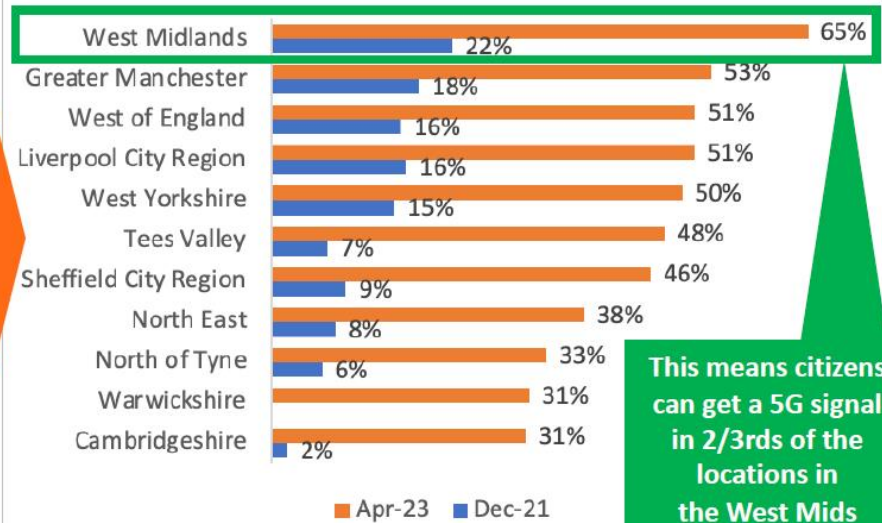 West Midlands 65%
22%
Greater Manchester 53%
18%
West of England 51%
16%
Liverpool City Region 51%
16%
West Yorkshire 50%
15%
Tees Valley 48%
7%
Sheffield City Region 46%
9%
North East 38%
8%
North of Tyne 33%
6%
Warwickshire 31%
Cambridgeshire 31%
2%
Apr-23 Dec-21
This means citizens
can get a 5G signal
in 2/3rds of the
locations in
the West Mids